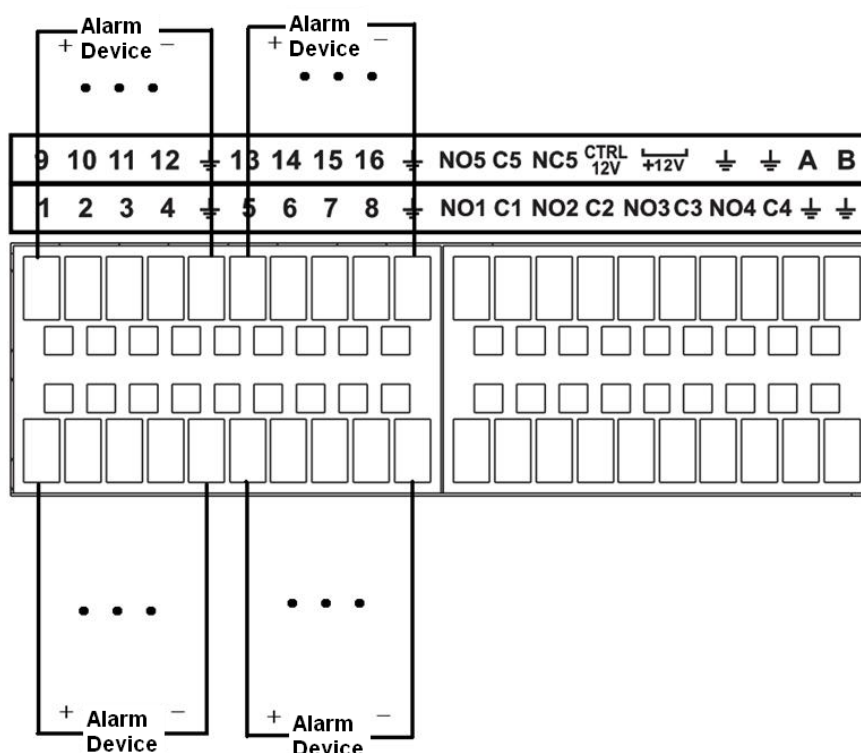 Alarm
+ Device −
Alarm
+ Device −
9 10 11 12 ⏚ 13 14 15 16 ⏚ NO5 C5 NC5 CTRL 12V +12V ⏚ ⏚ A B
1 2 3 4 ⏚ 5 6 7 8 ⏚ NO1 C1 NO2 C2 NO3 C3 NO4 C4 ⏚ ⏚
+ Alarm −
Device
+ Alarm −
Device